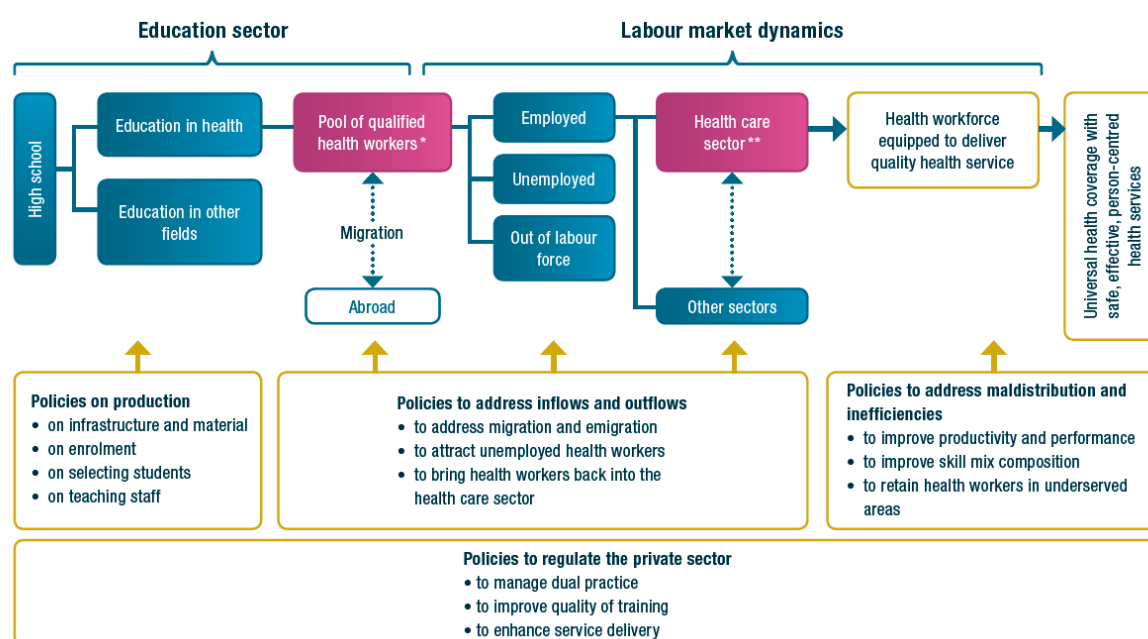 Education sector
Labour market dynamics
High school
Education in health
Education in other
fields
Pool of qualified
health workers*
Migration
Abroad
Employed
Unemployed
Out of labour
force
Health care
sector**
Other sectors
Health workforce
equipped to deliver
quality health service
Universal health coverage with
safe, effective, person-centred
health services
Policies on production
• on infrastructure and material
• on enrolment
• on selecting students
• on teaching staff
Policies to address inflows and outflows
• to address migration and emigration
• to attract unemployed health workers
• to bring health workers back into the
health care sector
Policies to address maldistribution and
inefficiencies
• to improve productivity and performance
• to improve skill mix composition
• to retain health workers in underserved
areas
Policies to regulate the private sector
• to manage dual practice
• to improve quality of training
• to enhance service delivery